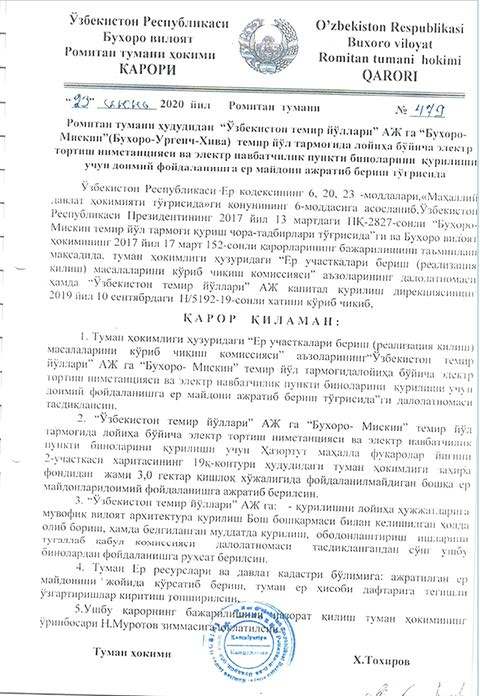 Ўзбекистон Республикаси
Бухоро вилоят
Ромитан тумани ҳокими
ҚАРОРИ
O’zbekiston Respublikasi
Buxoro viloyat
Romitan tumani hokimi
QARORI
“23” 2020 йил Ромитан тумани № 479
Ромитан тумани ҳудудидан “Ўзбекистон темир йўллари” АЖ га “Бухоро-
Мискин”(Бухоро-Ургенч-Хива) темир йўл тармоғида лойиҳа бўйича электр
тортиш нимстанцияси ва электр навбатчилик пункти биноларини қурилиши
учун доимий фойдаланишга ер майдони ажратиб бериш тўғрисида
Ўзбекистон Республикаси Ер кодексининг 6, 20, 23 -моддалари,«Маҳаллий
давлат ҳокимияти тўғрисида»ги қонунининг 6-моддасига асосланиб,Ўзбекистон
Республикаси Президентининг 2017 йил 13 мартдаги ПҚ-2827-сонли “Бухоро-
Мискин темир йўл тармоғи қуриш чора-тадбирлари тўғрисида”ги ва Бухоро вилояти
ҳокимининг 2017 йил 17 март 152-сонли қарорларининг бажарилишини таъминлаш
мақсадида, туман ҳокимлиги ҳузуридаги “Ер участкалари бериш (реализация
қилиш) масалаларини кўриб чиқиш комиссияси” аъзоларининг далолатномаси
ҳамда “Ўзбекистон темир йўллари” АЖ капитал қурилиш дирекциясининг
2019 йил 10 сентябрдаги Н/5192-19-сонли хатини кўриб чиқиб,
Қ А Р О Р Қ И Л А М А Н :
1. Туман ҳокимлиги ҳузуридаги “Ер участкалари бериш (реализация қилиш)
масалаларини кўриб чиқиш комиссияси” аъзоларининг“Ўзбекистон темир
йўллари” АЖ га “Бухоро- Мискин” темир йўл тармоғидалойиҳа бўйича электр
тортиш нимстанцияси ва электр навбатчилик пункти биноларини қурилиши учун
доимий фойдаланишга ер майдони ажратиб бериш тўғрисида”ги далолатномаси
тасдиқлансин.
2. “Ўзбекистон темир йўллари” АЖ га “Бухоро- Мискин” темир йўл
тармоғида лойиҳа бўйича электр тортиш нимстанцияси ва электр навбатчилик
пункти биноларини қурилиши учун Ҳазортут маҳалла фуқаролар йиғини
2-участкаси харитасининг 19қ-контури ҳудудидаги туман ҳокимлиги захира
фондидан жами 3,0 гектар қишлоқ хўжалигида фойдаланилмайдиган бошқа ер
майдонларидоимий фойдаланишга ажратиб берилсин.
3. “Ўзбекистон темир йўллари” АЖ га: - қурилишни лойиҳа ҳужжатларига
мувофиқ вилоят архитектура қурилиш Бош бошқармаси билан келишилган ҳолда
олиб бориш, ҳамда белгиланган муддатда қурилиш, ободонлаштириш ишларини
тугаллаб қабул комиссияси далолатномаси тасдиқлангандан сўнг ушбу
бинолардан фойдаланишга рухсат берилсин.
4. Туман Ер ресурслари ва давлат кадастри бўлимига: ажратилган ер
майдонини жойида кўрсатиб бериш, туман ер ҳисоби дафтарига тегишли
ўзгартиришлар киритиш топширилсин.
5.Ушбу қарорнинг бажарилишини назорат қилиш туман ҳокимининг
ўринбосари Н.Муротов зиммасига юклатилсин.
Туман ҳокими Х.Тохиров